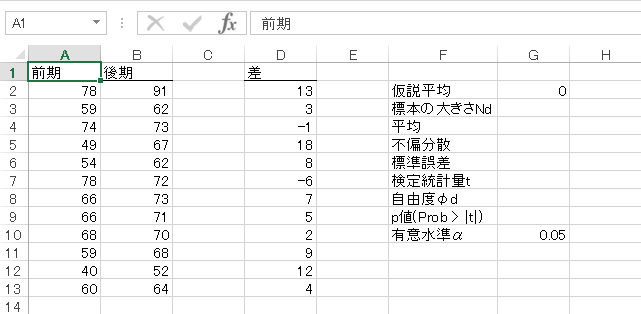 A1 fx 前期
A B C D E F G H
1 前期 後期 差
2 78 91 13 仮説平均 0
3 59 62 3 標本の大きさNd
4 74 73 -1 平均
5 49 67 18 不偏分散
6 54 62 8 標準誤差
7 78 72 -6 検定統計量t
8 66 73 7 自由度φd
9 66 71 5 p値(Prob > |t|)
10 68 70 2 有意水準α 0.05
11 59 68 9
12 40 52 12
13 60 64 4
14